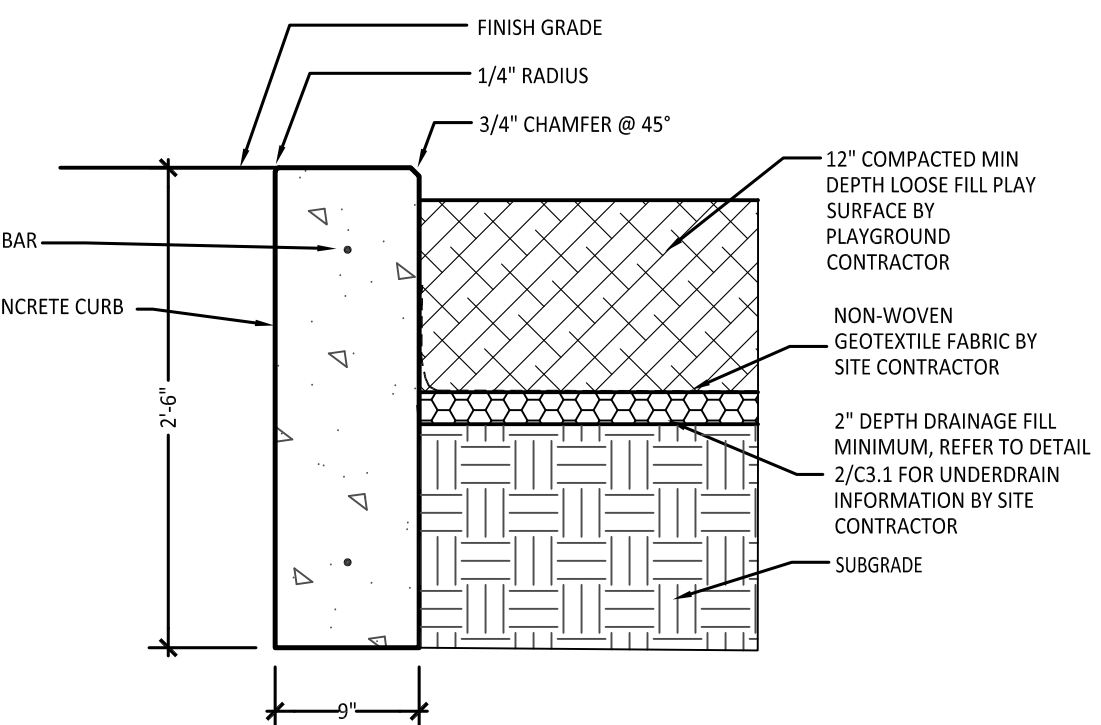 FINISH GRADE
1/4" RADIUS
3/4" CHAMFER @ 45°
12" COMPACTED MIN
DEPTH LOOSE FILL PLAY
SURFACE BY
PLAYGROUND
CONTRACTOR
BAR
NCRETE CURB
NON-WOVEN
GEOTEXTILE FABRIC BY
SITE CONTRACTOR
2'-6"
2" DEPTH DRAINAGE FILL
MINIMUM, REFER TO DETAIL
2/C3.1 FOR UNDERDRAIN
INFORMATION BY SITE
CONTRACTOR
SUBGRADE
9"